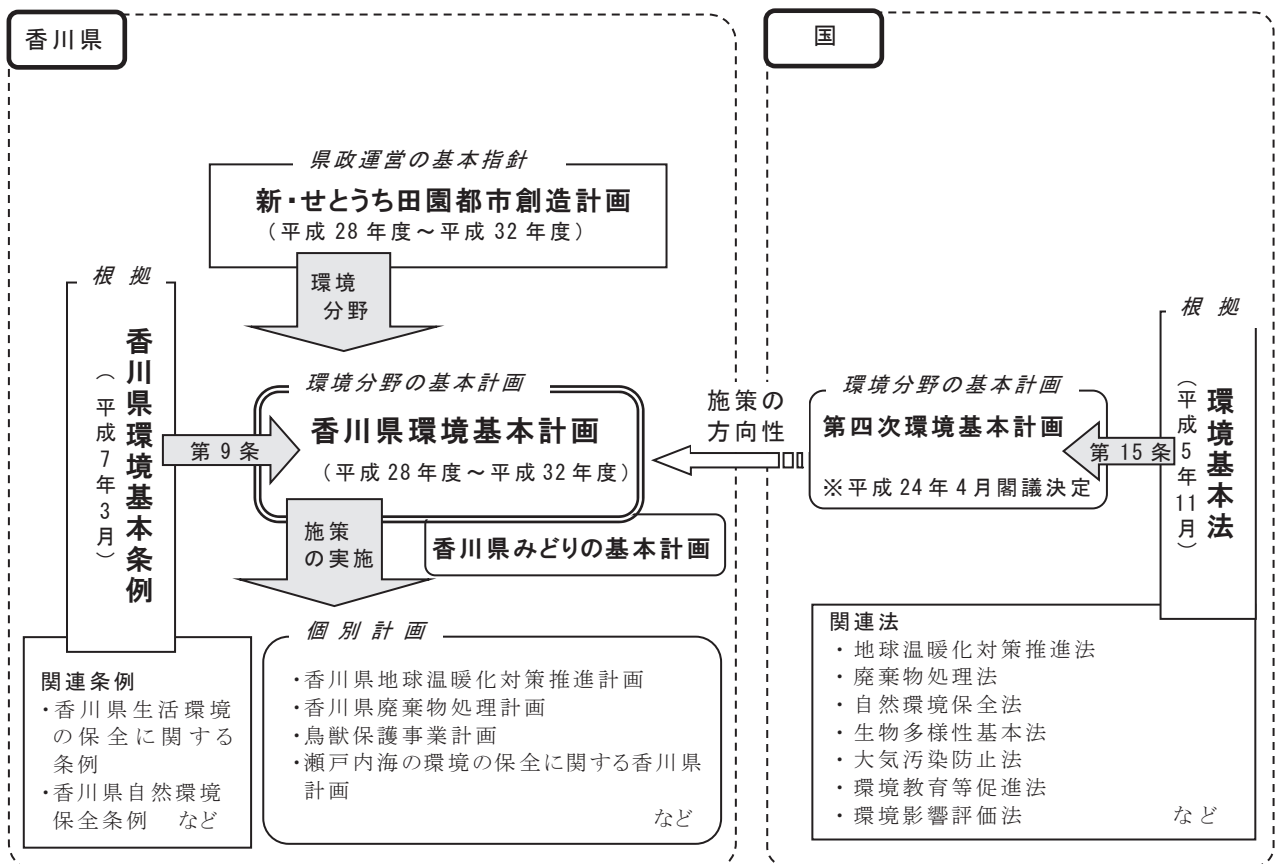 香川県
県政運営の基本指針
新・せとうち田園都市創造計画
（平成 28 年度～平成 32 年度）
環境
分野
根 拠
香川県環境基本条例
（平成7年3月）
第 9 条
環境分野の基本計画
香川県環境基本計画
（平成 28 年度～平成 32 年度）
施策
の実施
香川県みどりの基本計画
関連条例
・香川県生活環境
の保全に関する
条例
・香川県自然環境
保全条例 など
個 別 計 画
・香川県地球温暖化対策推進計画
・香川県廃棄物処理計画
・鳥獣保護事業計画
・瀬戸内海の環境の保全に関する香川県
計画
など
施策の
方向性
国
環境分野の基本計画
第四次環境基本計画
※平成 24 年 4 月閣議決定
第 15 条
根 拠
環境基本法
（平成5年11月）
関連法
・地球温暖化対策推進法
・廃棄物処理法
・自然環境保全法
・生物多様性基本法
・大気汚染防止法
・環境教育等促進法
・環境影響評価法 など